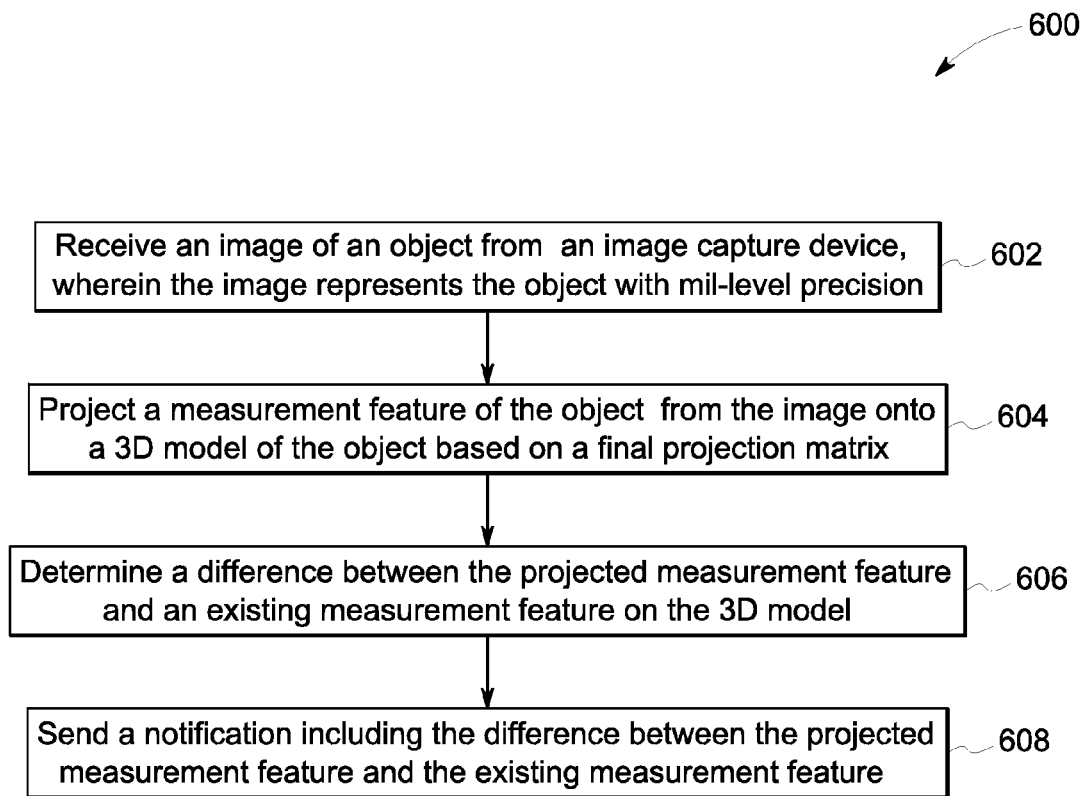 600
Receive an image of an object from an image capture device,
wherein the image represents the object with mil-level precision
602
Project a measurement feature of the object from the image onto
a 3D model of the object based on a final projection matrix
604
Determine a difference between the projected measurement feature
and an existing measurement feature on the 3D model
606
Send a notification including the difference between the projected
measurement feature and the existing measurement feature
608